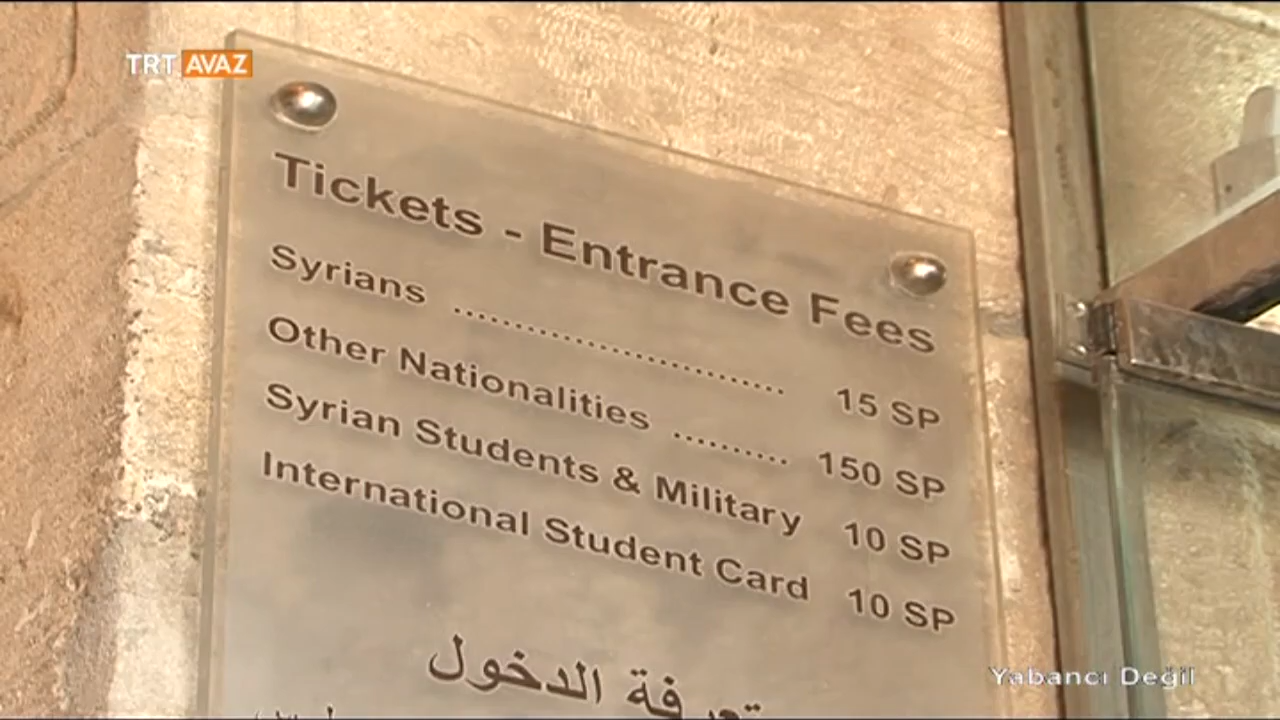 TRT AVAZ
Tickets - Entrance Fees
Syrians ................................ 15 SP
Other Nationalities ........... 150 SP
Syrian Students & Military 10 SP
International Student Card 10 SP
تعرفة الدخول
Yabancı Değil